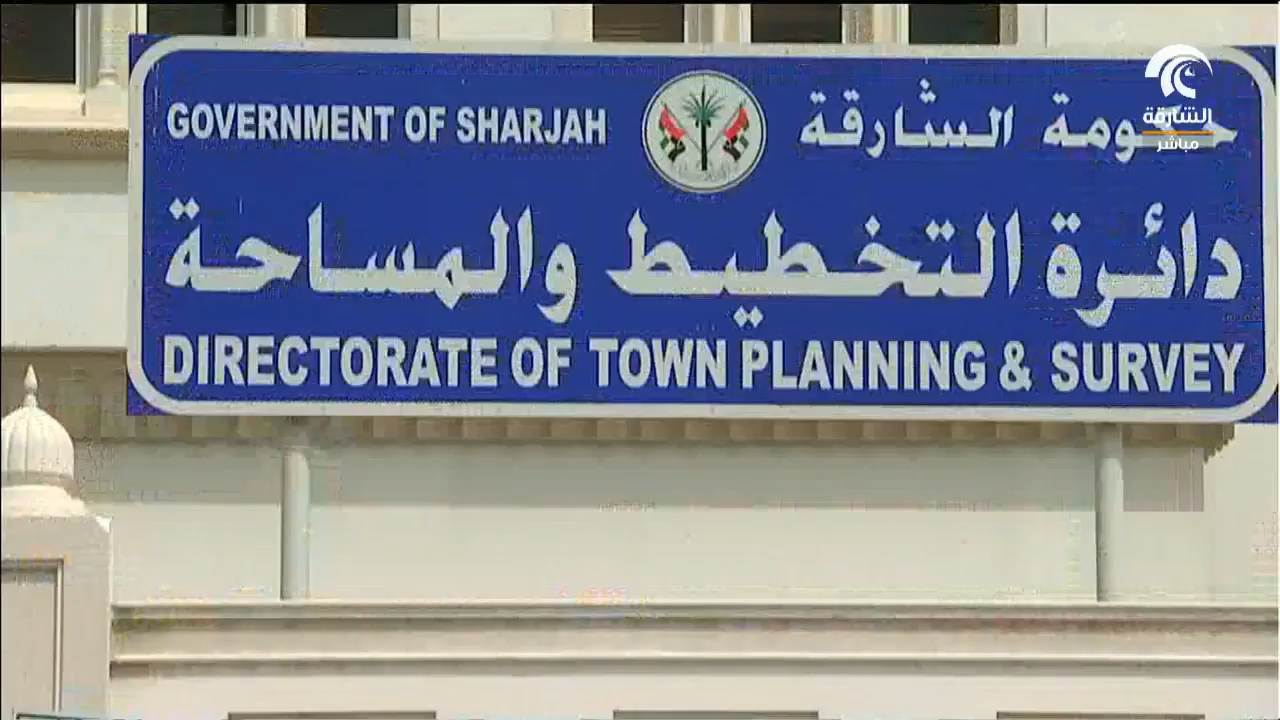 GOVERNMENT OF SHARJAH
حكومة الشارقة
دائرة التخطيط والمساحة
DIRECTORATE OF TOWN PLANNING & SURVEY
الشارقة
مباشر